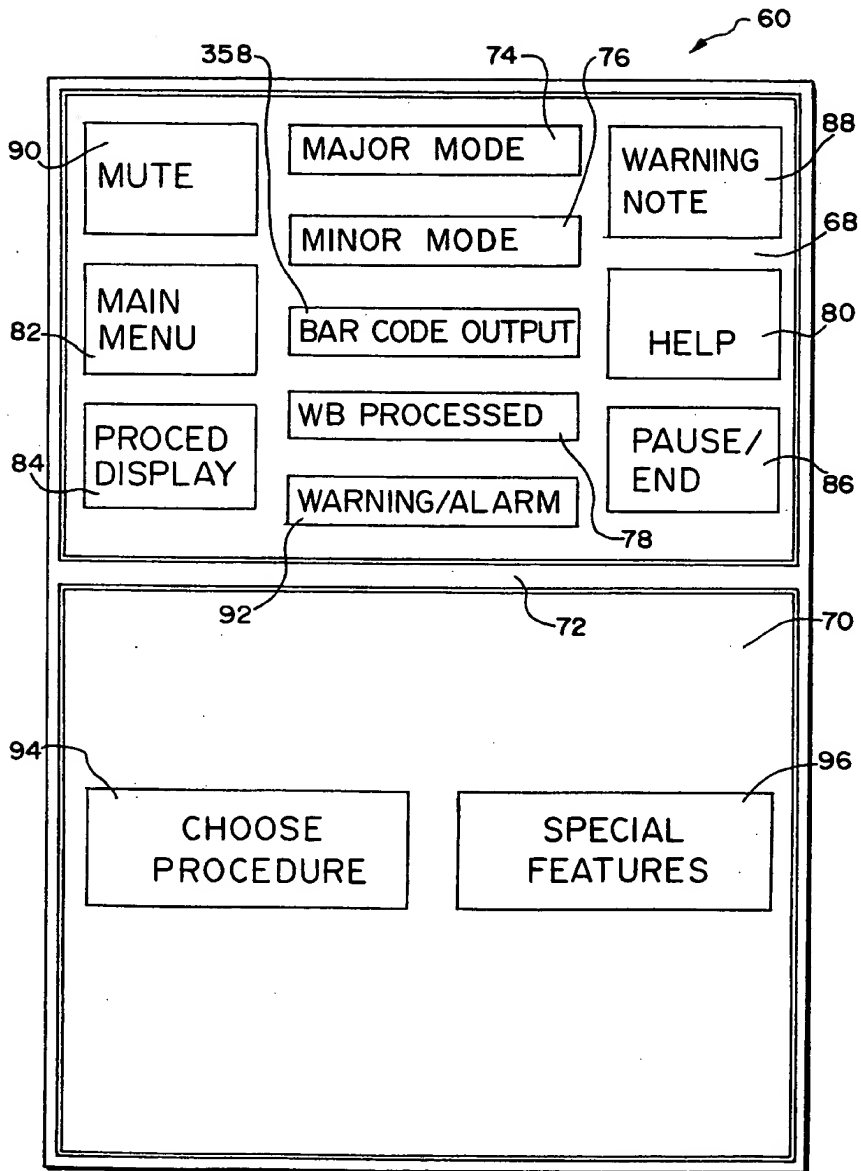 60
358
74
76
90
MUTE
MAJOR MODE
WARNING
NOTE
88
MINOR MODE
68
82
MAIN
MENU
BAR CODE OUTPUT
HELP
80
84
PROCED
DISPLAY
WB PROCESSED
PAUSE/
END
86
WARNING/ALARM
78
92
72
70
94
96
CHOOSE
PROCEDURE
SPECIAL
FEATURES